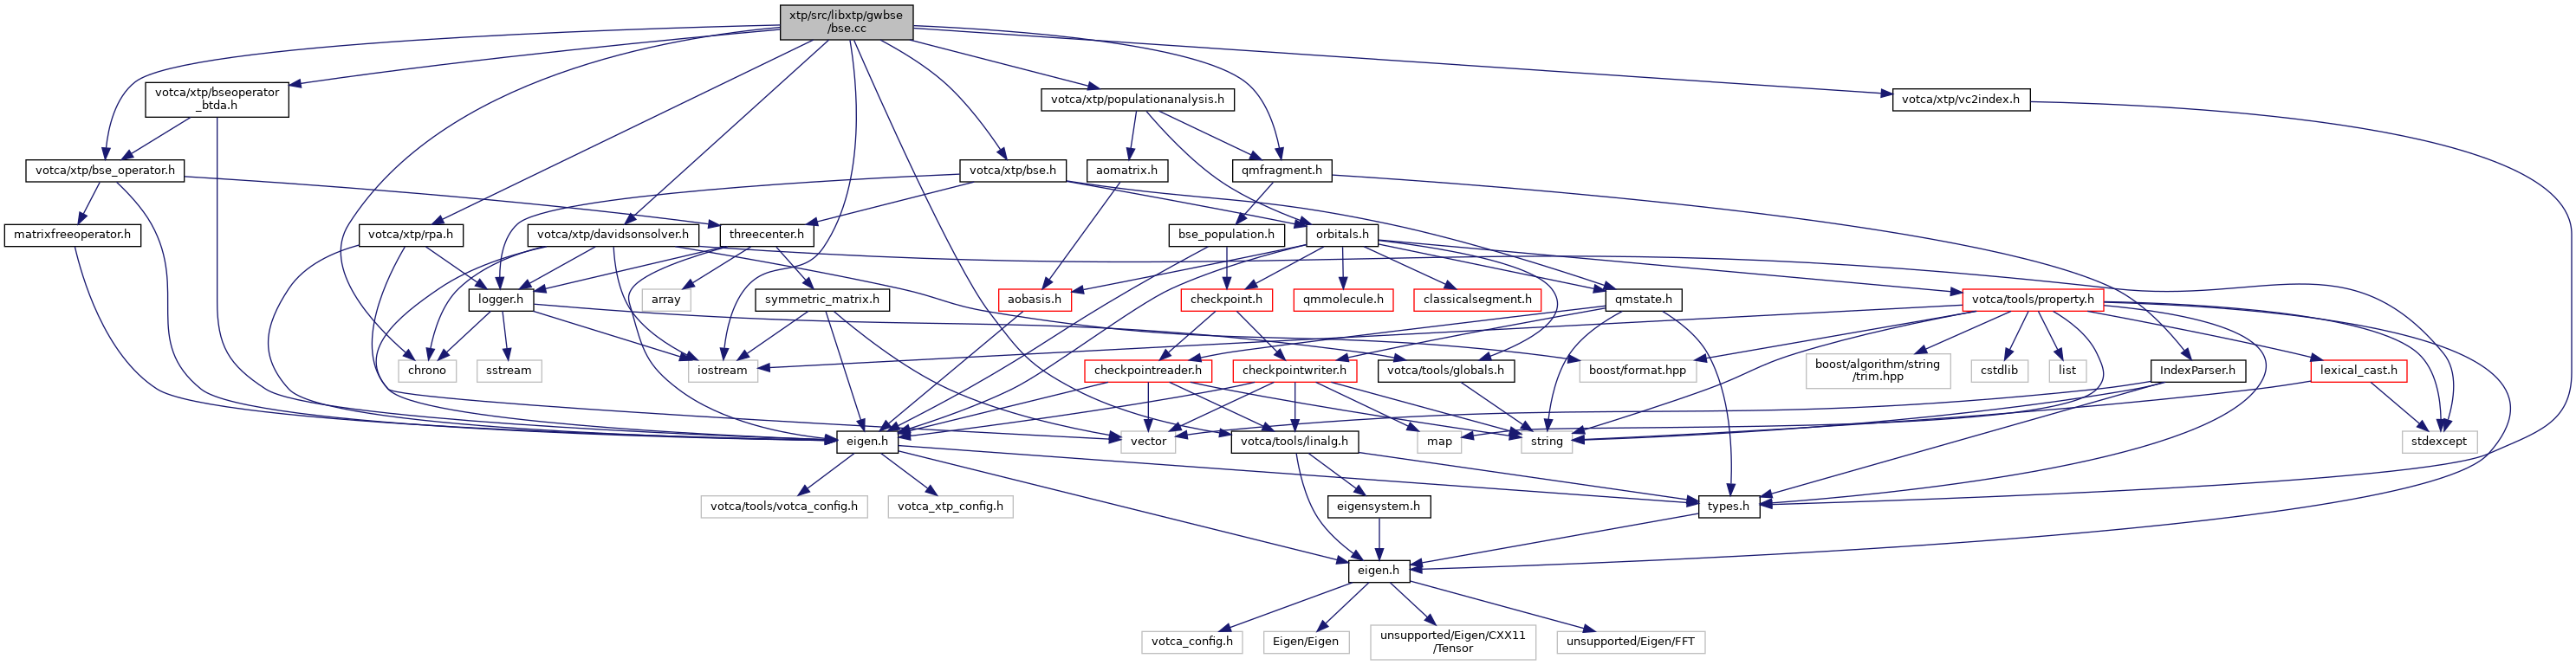 xtp/src/libxtp/gwbse
/bse.cc
votca/xtp/bseoperator
_btda.h
votca/xtp/populationanalysis.h
votca/xtp/vc2index.h
votca/xtp/bse_operator.h
votca/xtp/bse.h
aomatrix.h
qmfragment.h
matrixfreeoperator.h
votca/xtp/rpa.h
votca/xtp/davidsonsolver.h
threecenter.h
bse_population.h
orbitals.h
logger.h
array
symmetric_matrix.h
aobasis.h
checkpoint.h
qmmolecule.h
classicalsegment.h
qmstate.h
votca/tools/property.h
chrono
sstream
iostream
checkpointreader.h
checkpointwriter.h
votca/tools/globals.h
boost/format.hpp
boost/algorithm/string
/trim.hpp
cstdlib
list
IndexParser.h
lexical_cast.h
eigen.h
vector
votca/tools/linalg.h
map
string
stdexcept
votca/tools/votca_config.h
votca_xtp_config.h
eigensystem.h
types.h
eigen.h
votca_config.h
Eigen/Eigen
unsupported/Eigen/CXX11
/Tensor
unsupported/Eigen/FFT